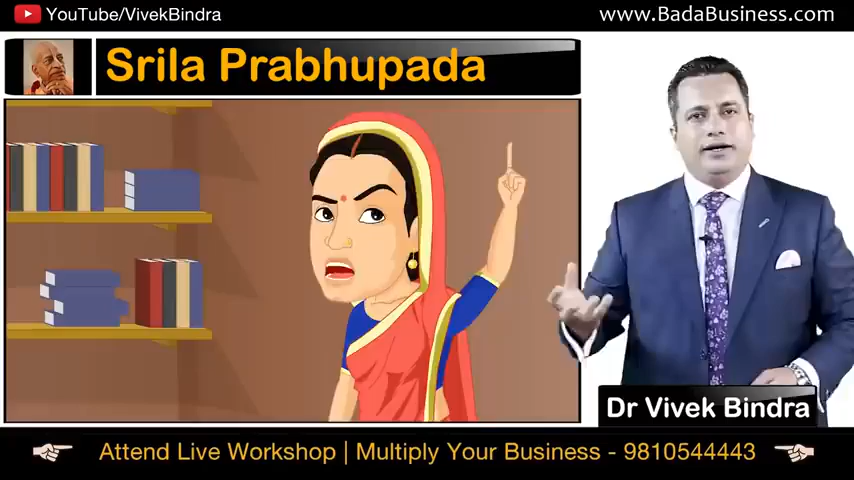 YouTube/VivekBindra
www.BadaBusiness.com
Srila Prabhupada
Dr Vivek Bindra
Attend Live Workshop | Multiply Your Business - 9810544443